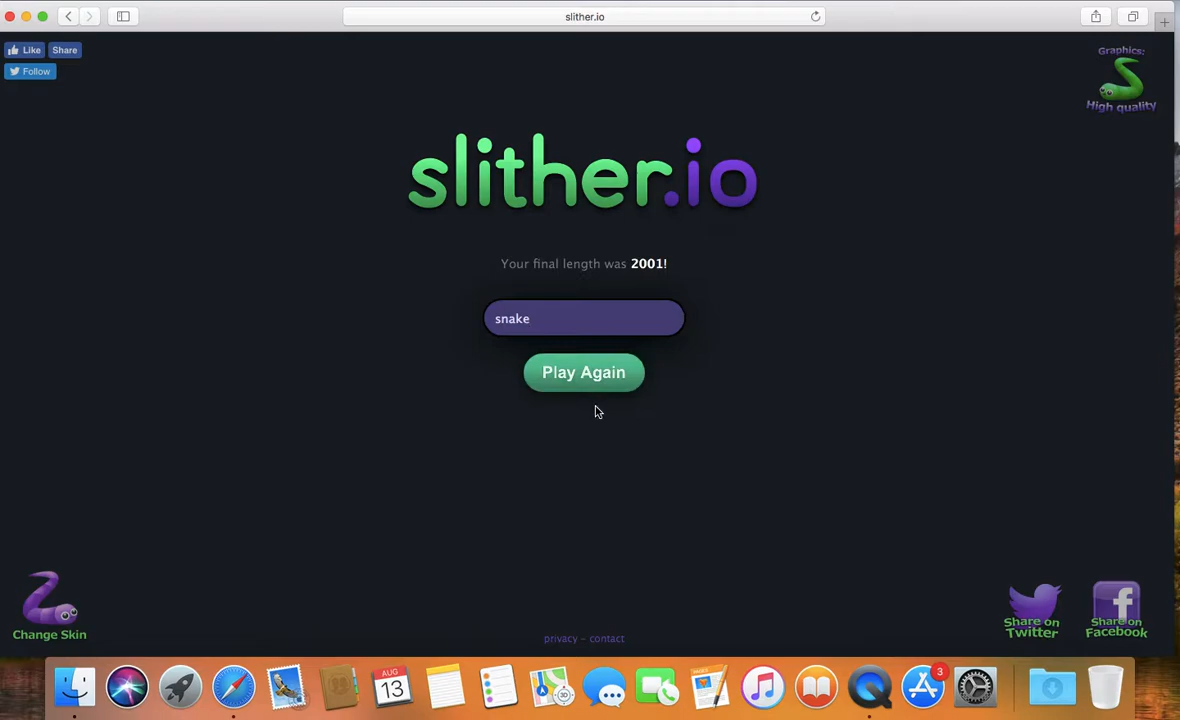 slither.io
Like Share
Follow
Graphics:
High quality
slither.io
Your final length was 2001!
snake
Play Again
Change Skin
Share on
Twitter
Share on
Facebook
privacy - contact
AUG
13
3D
3